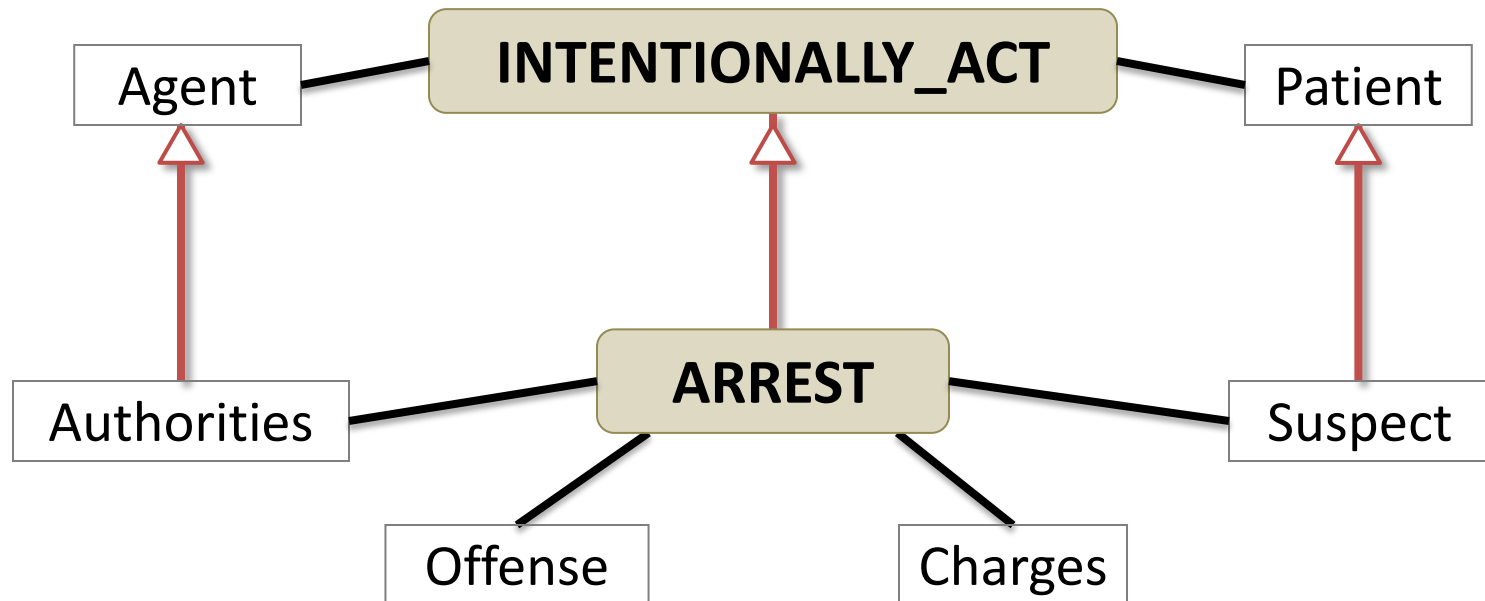 INTENTIONALLY_ACT
Agent
Patient
ARREST
Authorities
Suspect
Offense
Charges